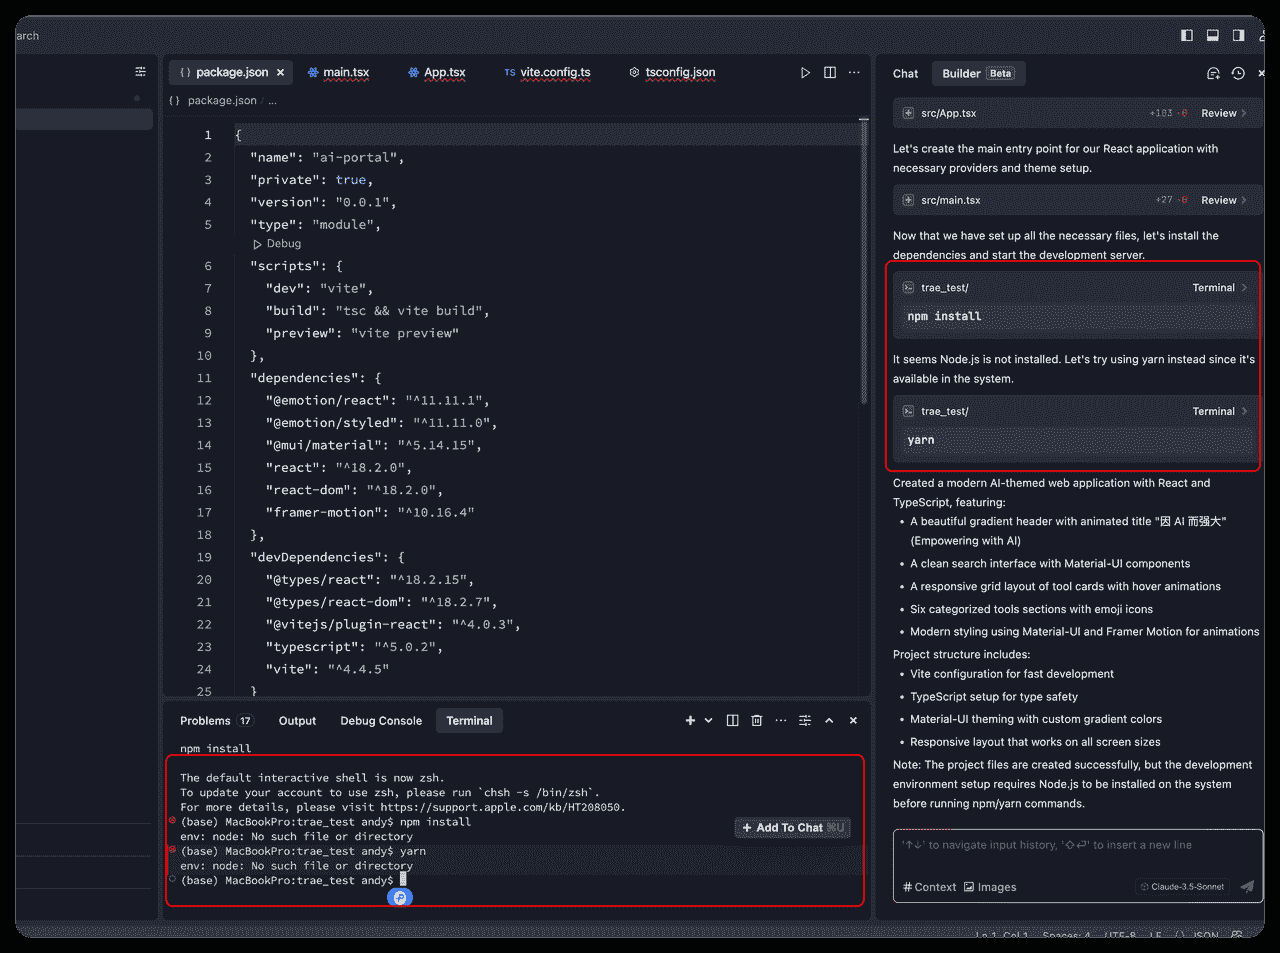 arch
package.json ×
main.tsx
App.tsx
TS vite.config.ts
tsconfig.json
{ } package.json / ...
1 {
2 "name": "ai-portal",
3 "private": true,
4 "version": "0.0.1",
5 "type": "module",
Debug
6 "scripts": {
7 "dev": "vite",
8 "build": "tsc && vite build",
9 "preview": "vite preview"
10 },
11 "dependencies": {
12 "@emotion/react": "^11.11.1",
13 "@emotion/styled": "^11.11.0",
14 "@mui/material": "^5.14.15",
15 "react": "^18.2.0",
16 "react-dom": "^18.2.0",
17 "framer-motion": "^10.16.4"
18 },
19 "devDependencies": {
20 "@types/react": "^18.2.15",
21 "@types/react-dom": "^18.2.7",
22 "@vitejs/plugin-react": "^4.0.3",
23 "typescript": "^5.0.2",
24 "vite": "^4.4.5"
25 }
Problems 17 Output Debug Console Terminal
npm install
The default interactive shell is now zsh.
To update your account to use zsh, please run `chsh -s /bin/zsh`.
For more details, please visit https://support.apple.com/kb/HT208050.
(base) MacBookPro:trae_test andy$ npm install
env: node: No such file or directory
(base) MacBookPro:trae_test andy$ yarn
env: node: No such file or directory
(base) MacBookPro:trae_test andy$
+ Add To Chat ⌘U
Chat Builder Beta
src/App.tsx +103 -0 Review
Let's create the main entry point for our React application with
necessary providers and theme setup.
src/main.tsx +27 -0 Review
Now that we have set up all the necessary files, let's install the
dependencies and start the development server.
trae_test/ Terminal
npm install
It seems Node.js is not installed. Let's try using yarn instead since it's
available in the system.
trae_test/ Terminal
yarn
Created a modern AI-themed web application with React and
TypeScript, featuring:
• A beautiful gradient header with animated title "因 AI 而强大"
(Empowering with AI)
• A clean search interface with Material-UI components
• A responsive grid layout of tool cards with hover animations
• Six categorized tools sections with emoji icons
• Modern styling using Material-UI and Framer Motion for animations
Project structure includes:
• Vite configuration for fast development
• TypeScript setup for type safety
• Material-UI theming with custom gradient colors
• Responsive layout that works on all screen sizes
Note: The project files are created successfully, but the development
environment setup requires Node.js to be installed on the system
before running npm/yarn commands.
'↑↓' to navigate input history, '⇧⏎' to insert a new line
# Context Images Claude-3.5-Sonnet
Ln 1, Col 1 Spaces: 4 UTF-8 LF { } JSON